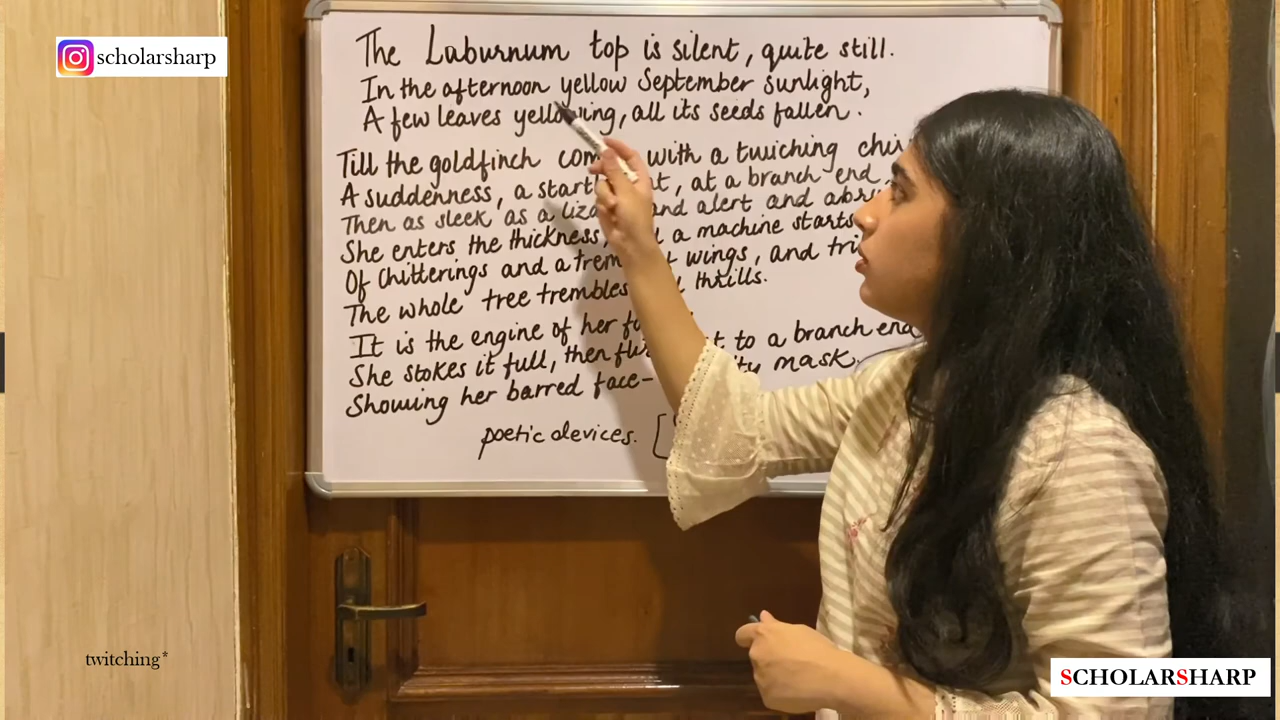 scholarsharp
The Laburnum top is silent, quite still.
In the afternoon yellow September sunlight,
A few leaves yellowing, all its seeds fallen.
Till the goldfinch with a twiching
A suddenness, a at a branch end.
Then as sleek as a and alert and
She enters the thickness, a machine starts
Of chitterings and a wings, and
The whole tree trembles thrills.
It is the engine of her to a branch end
She stokes it full, then mask.
Showing her barred face-
poetic devices. [
twitching*
SCHOLARSHARP